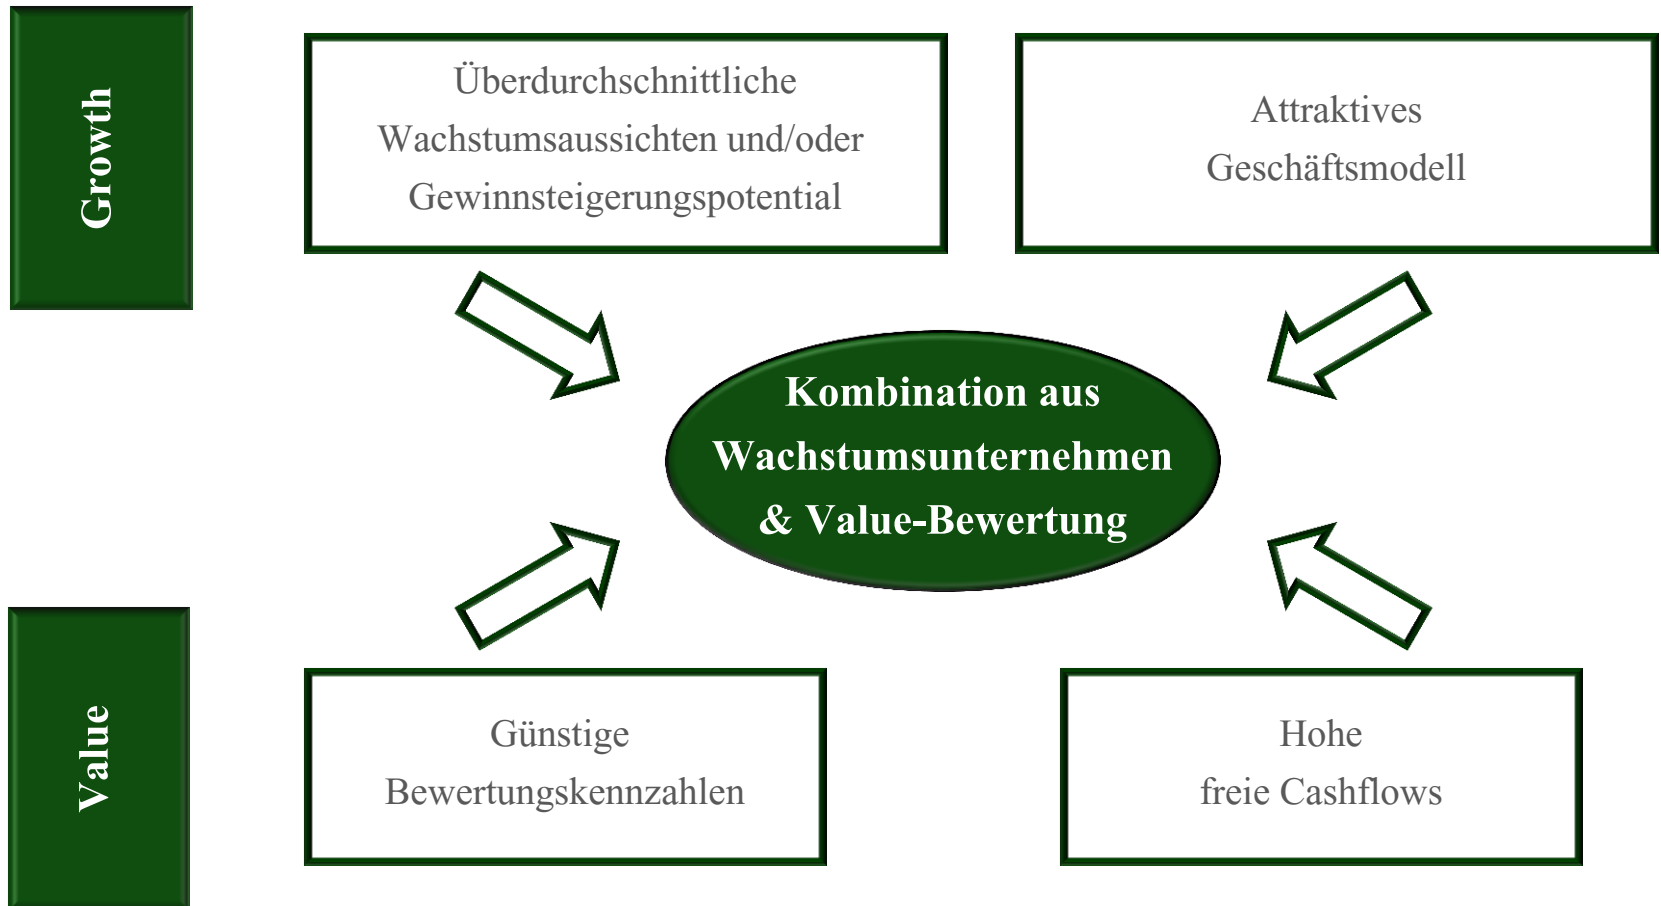 Growth
Überdurchschnittliche
Wachstumsaussichten und/oder
Gewinnsteigerungspotential
Attraktives
Geschäftsmodell
Kombination aus
Wachstumsunternehmen
& Value-Bewertung
Value
Günstige
Bewertungskennzahlen
Hohe
freie Cashflows